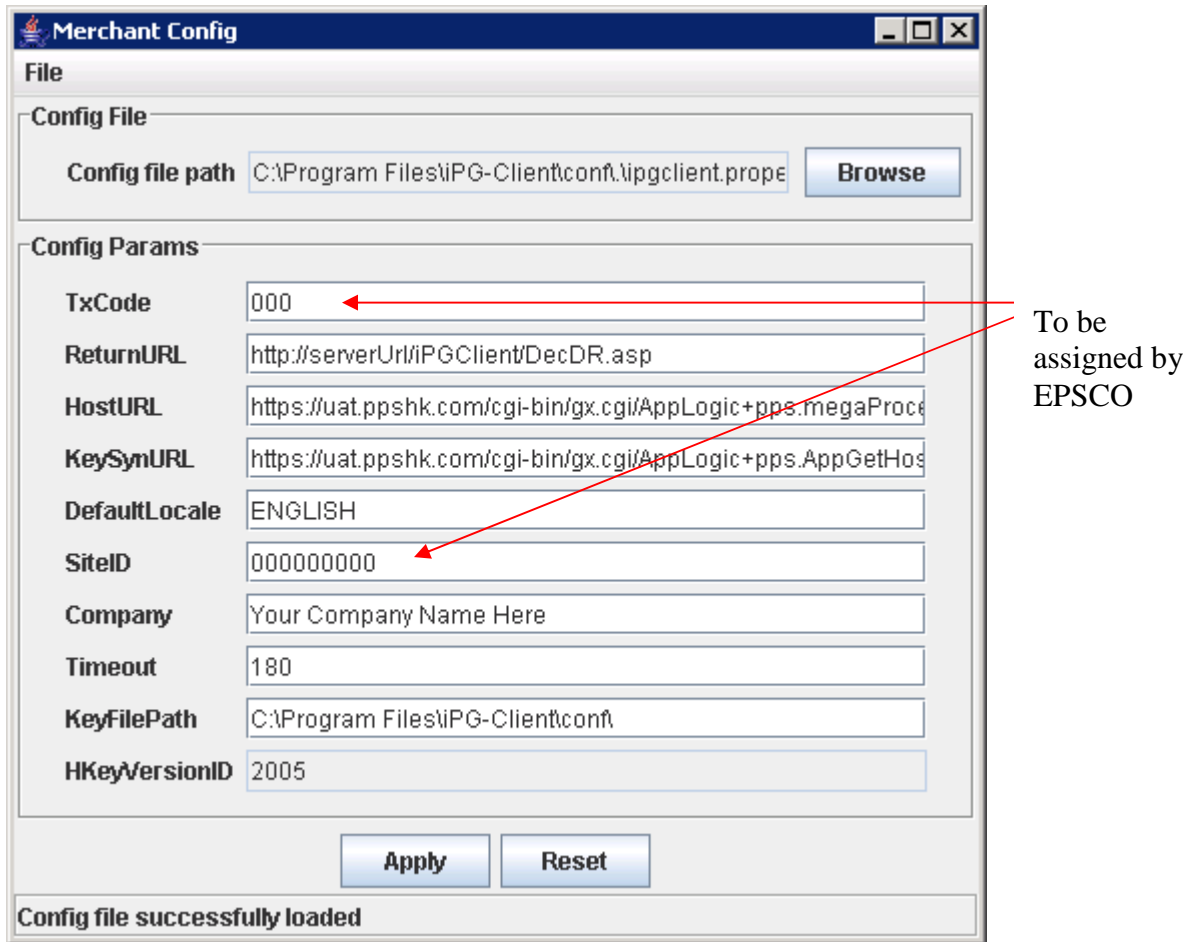 Merchant Config
File
Config File
Config file path C:\Program Files\iPG-Client\conf\.\ipgclient.prope Browse
Config Params
TxCode 000
ReturnURL http://serverUrl/iPGClient/DecDR.asp
HostURL https://uat.ppshk.com/cgi-bin/gx.cgi/AppLogic+pps.megaProce
KeySynURL https://uat.ppshk.com/cgi-bin/gx.cgi/AppLogic+pps.AppGetHos
DefaultLocale ENGLISH
SiteID 000000000
Company Your Company Name Here
Timeout 180
KeyFilePath C:\Program Files\iPG-Client\conf\
HKeyVersionID 2005
Apply Reset
Config file successfully loaded
To be
assigned by
EPSCO